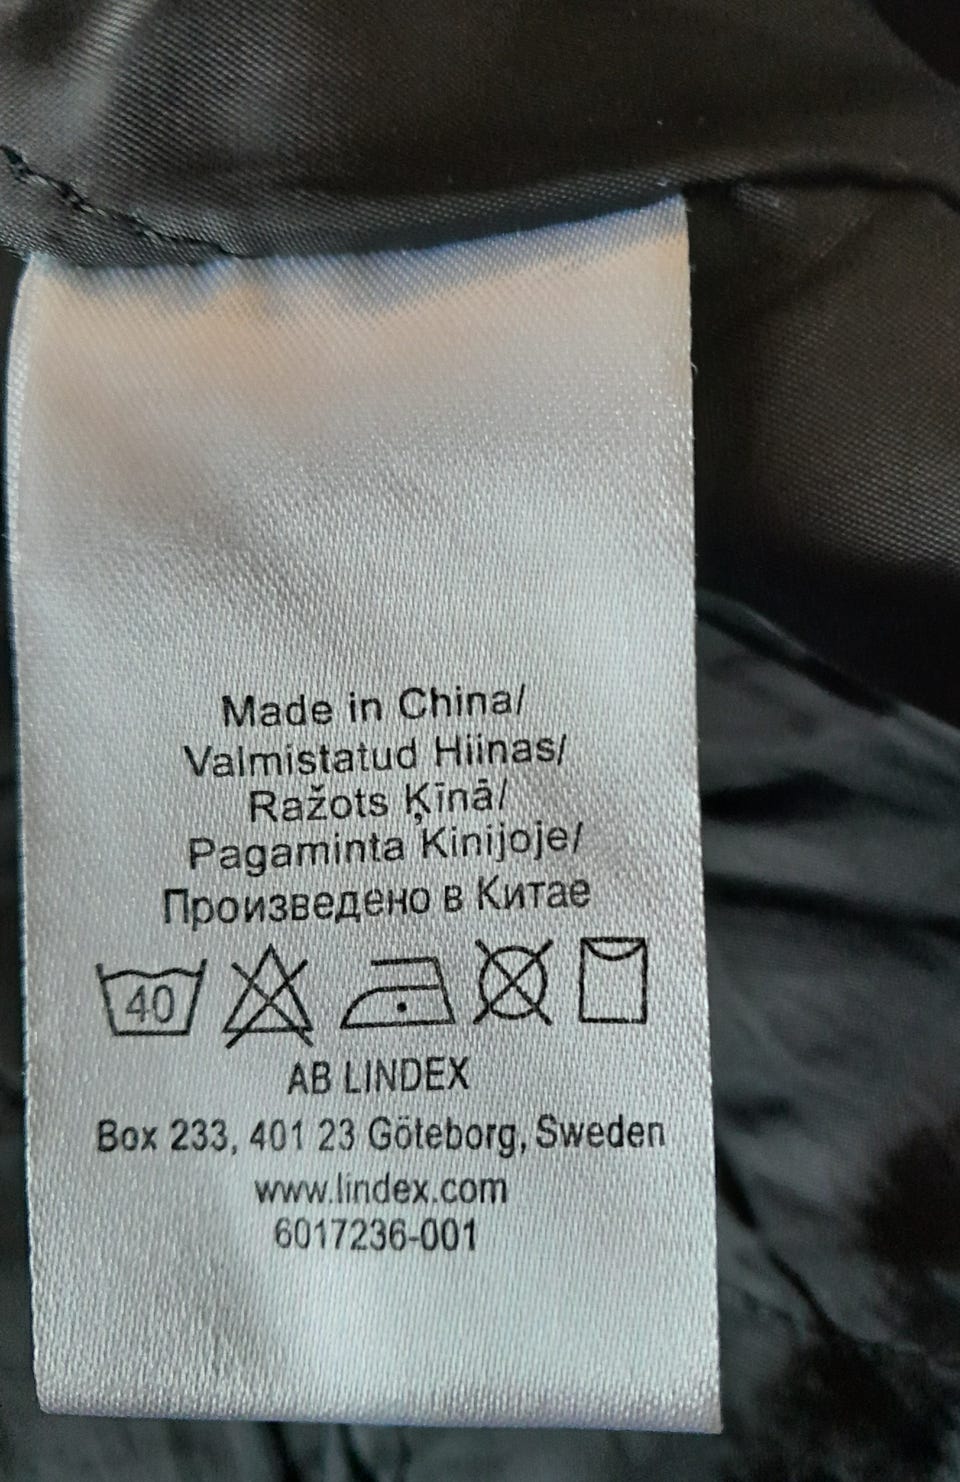 Made in China/
Valmistatud Hiinas/
Ražots Ķīnā/
Pagaminta Kinijoje/
Произведено в Китае
40
AB LINDEX
Box 233, 401 23 Göteborg, Sweden
www.lindex.com
6017236-001